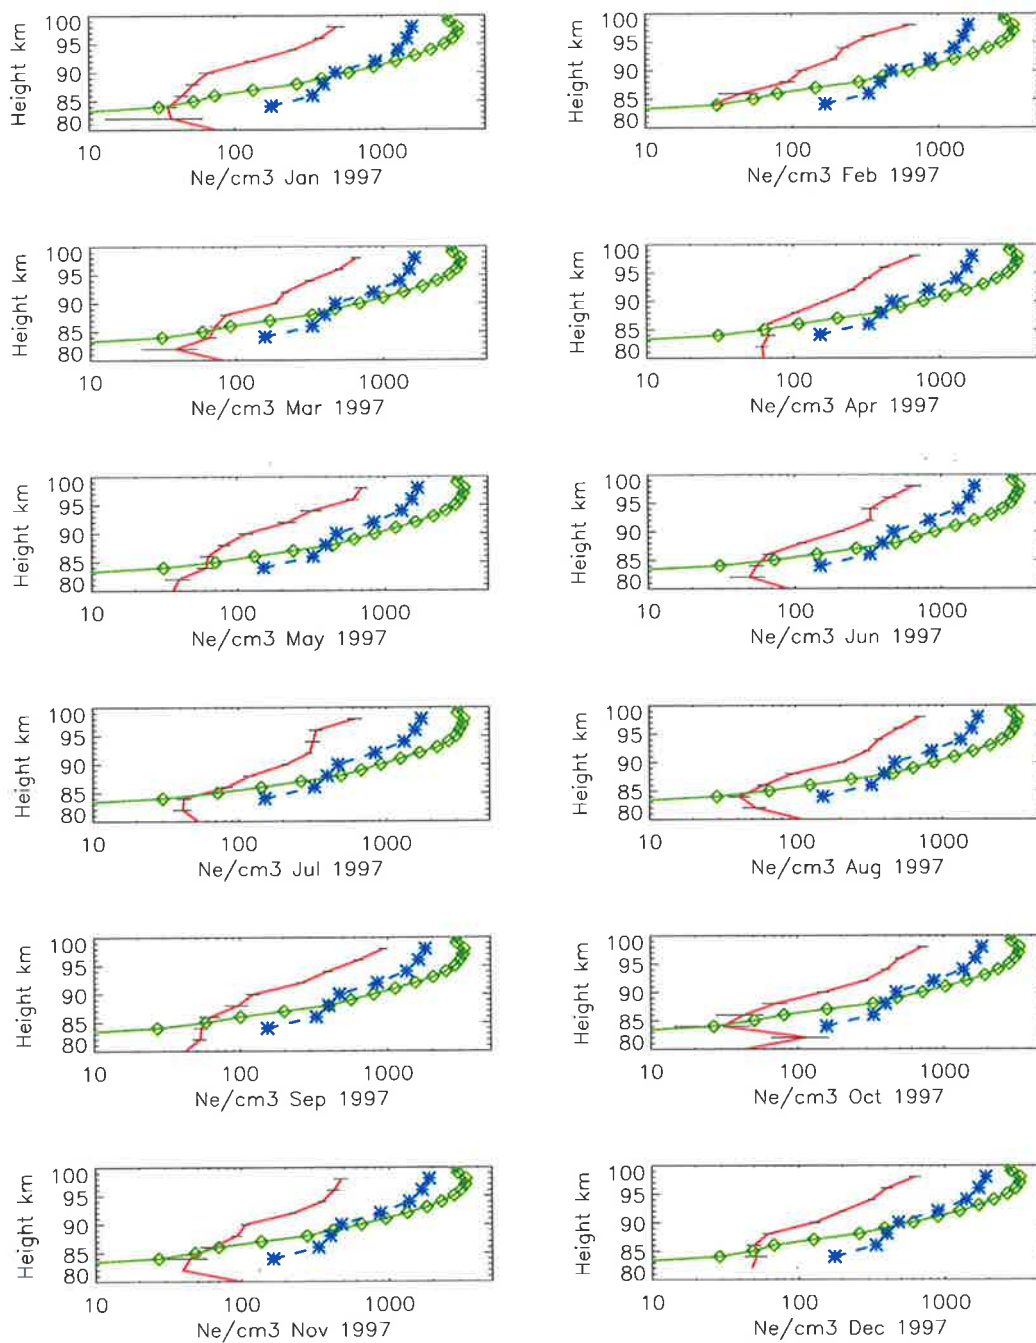 Height km
100
95
90
85
80
10 100 1000
Ne/cm3 Jan 1997
Height km
100
95
90
85
80
10 100 1000
Ne/cm3 Feb 1997
Height km
100
95
90
85
80
10 100 1000
Ne/cm3 Mar 1997
Height km
100
95
90
85
80
10 100 1000
Ne/cm3 Apr 1997
Height km
100
95
90
85
80
10 100 1000
Ne/cm3 May 1997
Height km
100
95
90
85
80
10 100 1000
Ne/cm3 Jun 1997
Height km
100
95
90
85
80
10 100 1000
Ne/cm3 Jul 1997
Height km
100
95
90
85
80
10 100 1000
Ne/cm3 Aug 1997
Height km
100
95
90
85
80
10 100 1000
Ne/cm3 Sep 1997
Height km
100
95
90
85
80
10 100 1000
Ne/cm3 Oct 1997
Height km
100
95
90
85
80
10 100 1000
Ne/cm3 Nov 1997
Height km
100
95
90
85
80
10 100 1000
Ne/cm3 Dec 1997